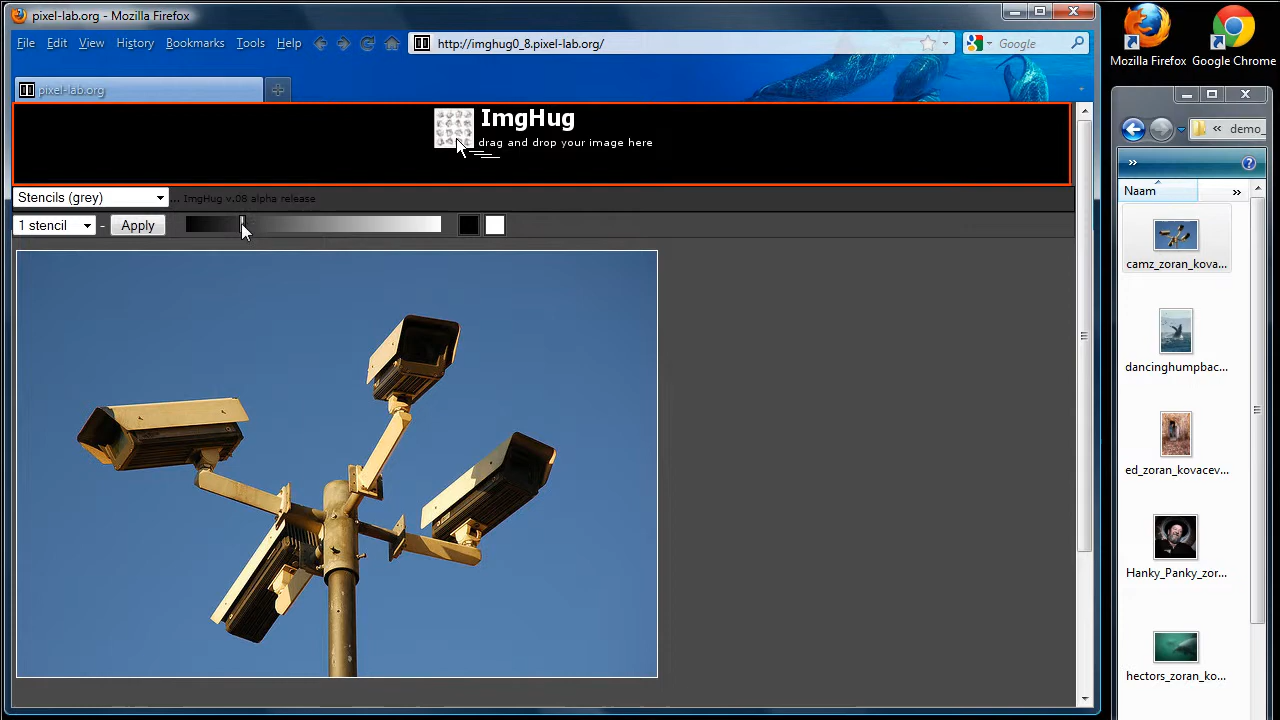 pixel-lab.org - Mozilla Firefox
File Edit View History Bookmarks Tools Help
http://imghug0_8.pixel-lab.org/
Google
pixel-lab.org
ImgHug
drag and drop your image here
Stencils (grey)
... ImgHug v.08 alpha release
1 stencil
-
Apply
Mozilla Firefox
Google Chrome
« demo_
»
Naam
»
camz_zoran_kova...
dancinghumpbac...
ed_zoran_kovacev...
Hanky_Panky_zor...
hectors_zoran_ko...